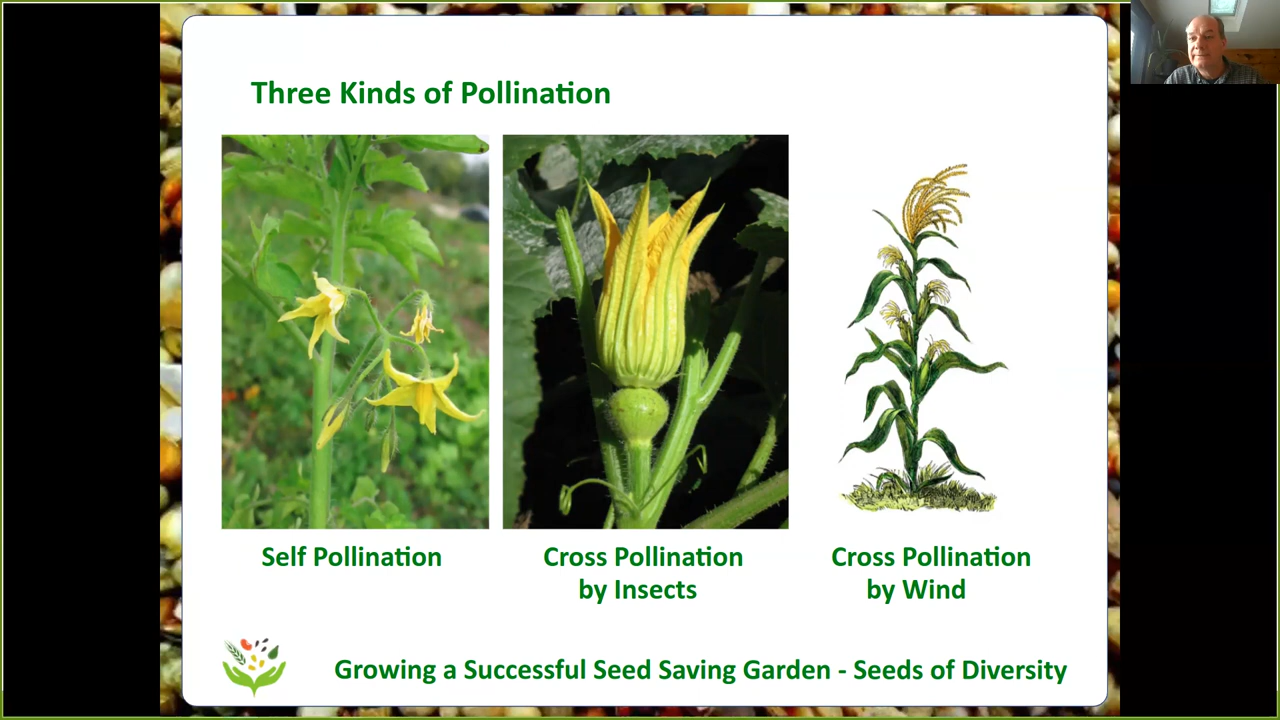 Three Kinds of Pollination
Self Pollination
Cross Pollination
by Insects
Cross Pollination
by Wind
Growing a Successful Seed Saving Garden - Seeds of Diversity